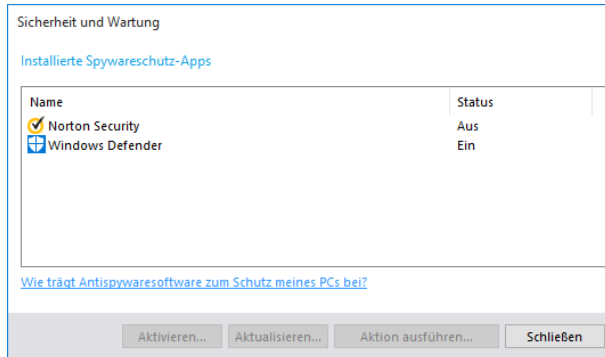 Sicherheit und Wartung
Installierte Spywareschutz-Apps
Name Status
Norton Security Aus
Windows Defender Ein
Wie trägt Antispywaresoftware zum Schutz meines PCs bei?
Aktivieren... Aktualisieren... Aktion ausführen... Schließen